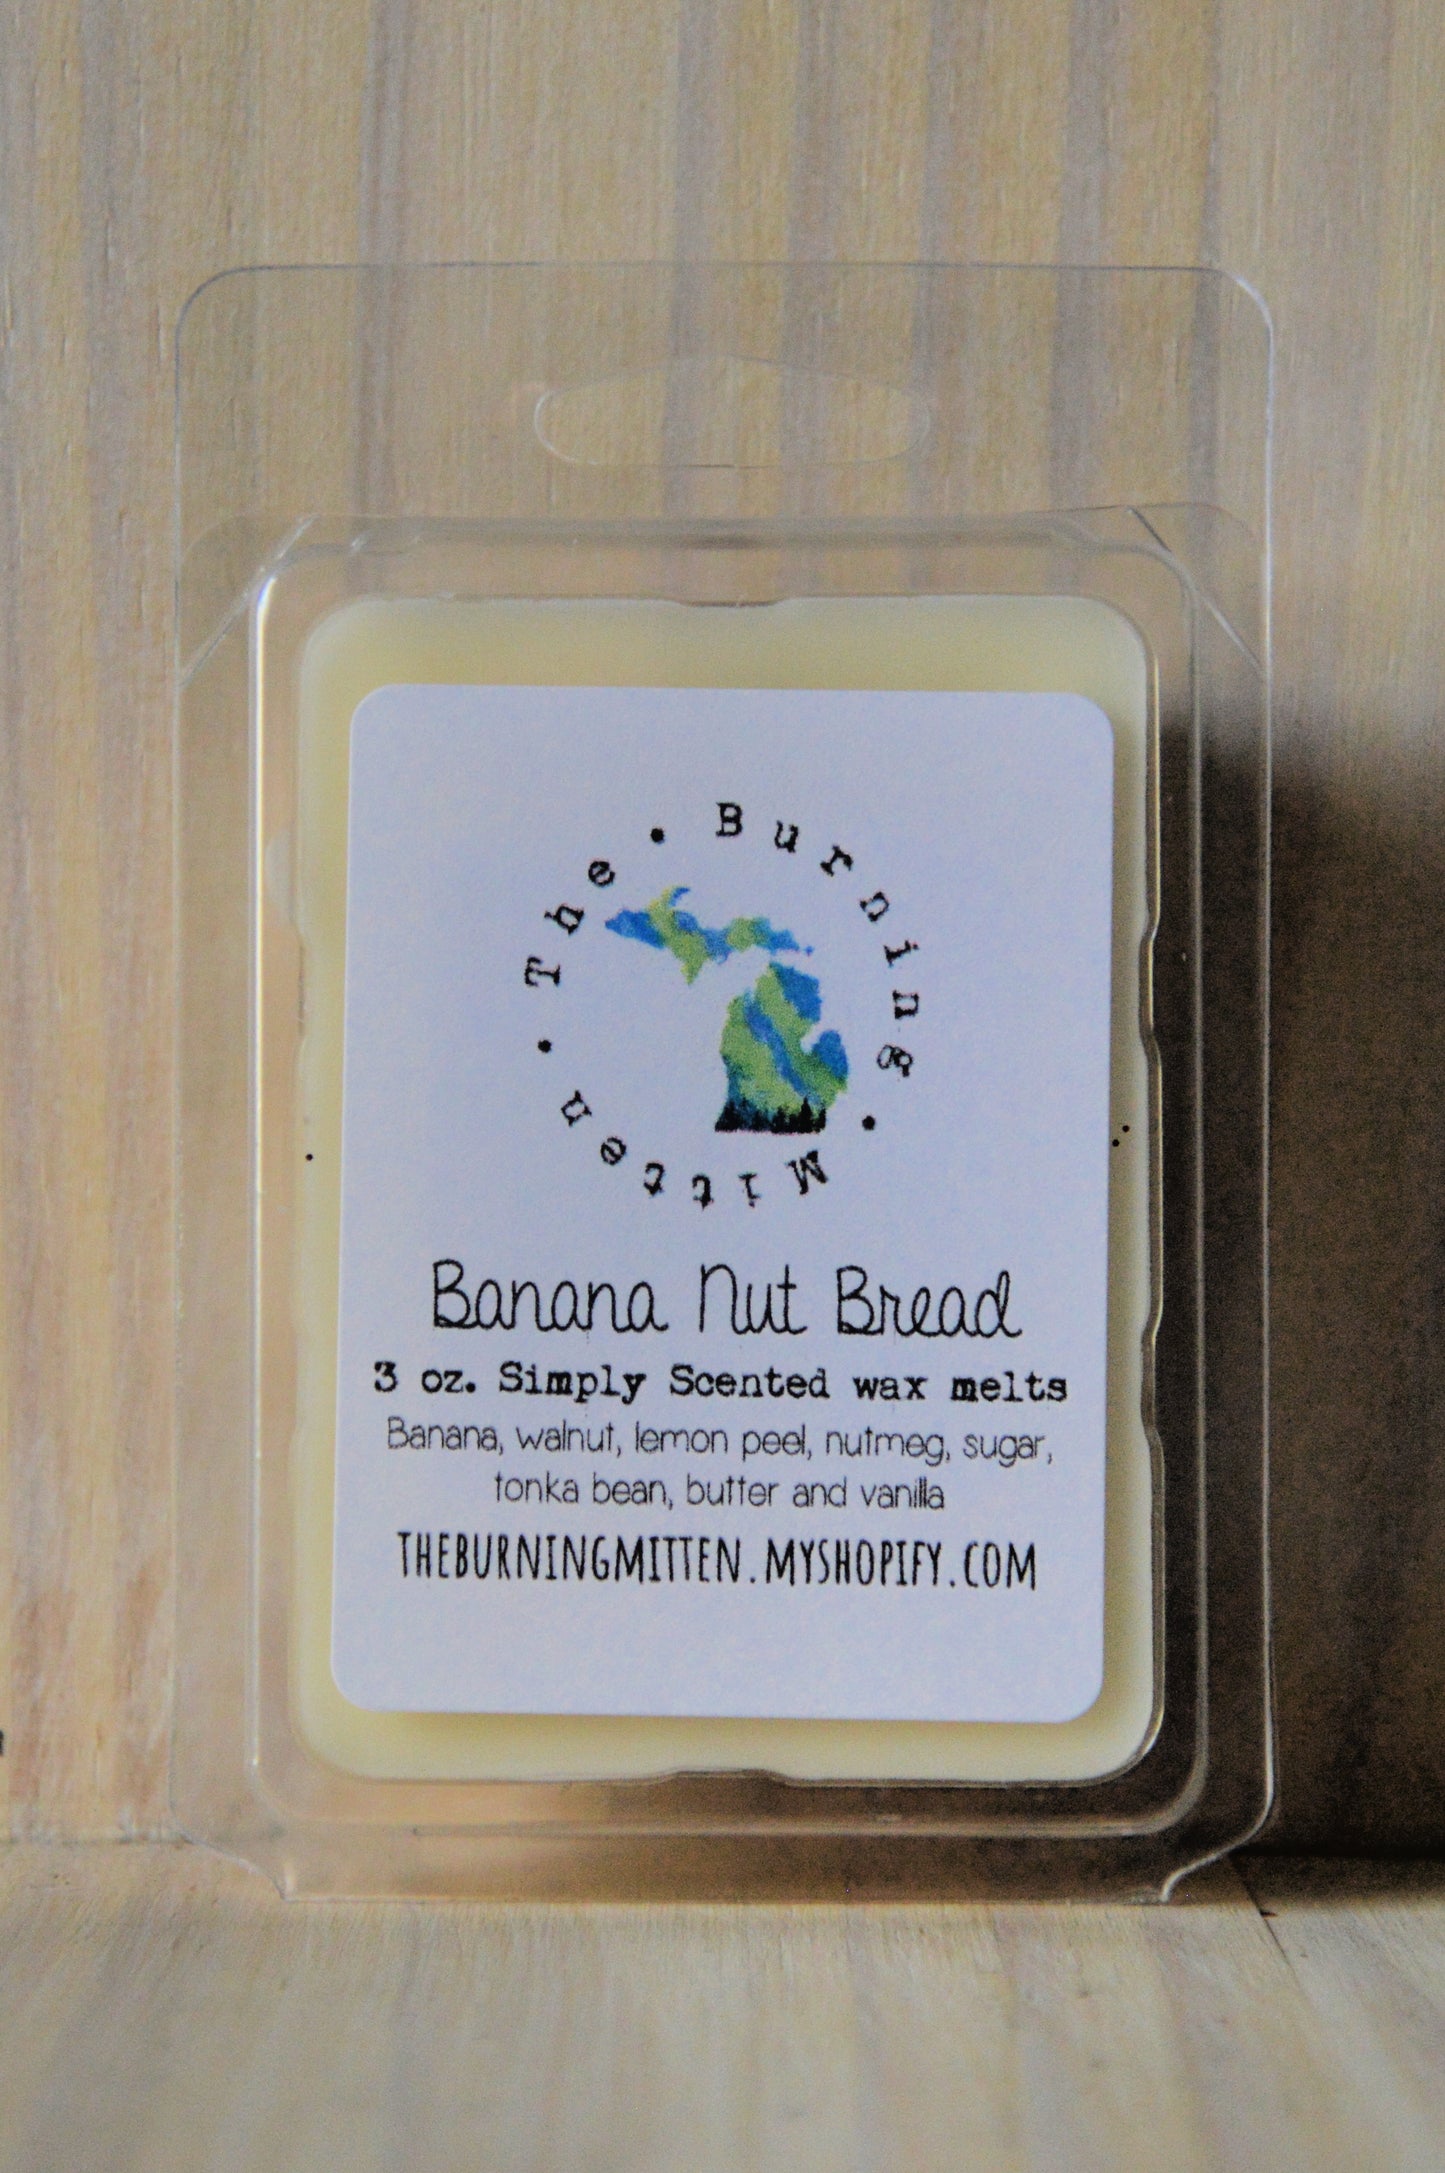 The • Burning • Mitten •
Banana Nut Bread
3 oz. Simply Scented wax melts
Banana, walnut, lemon peel, nutmeg, sugar,
tonka bean, butter and vanilla
THEBURNINGMITTEN.MYSHOPIFY.COM